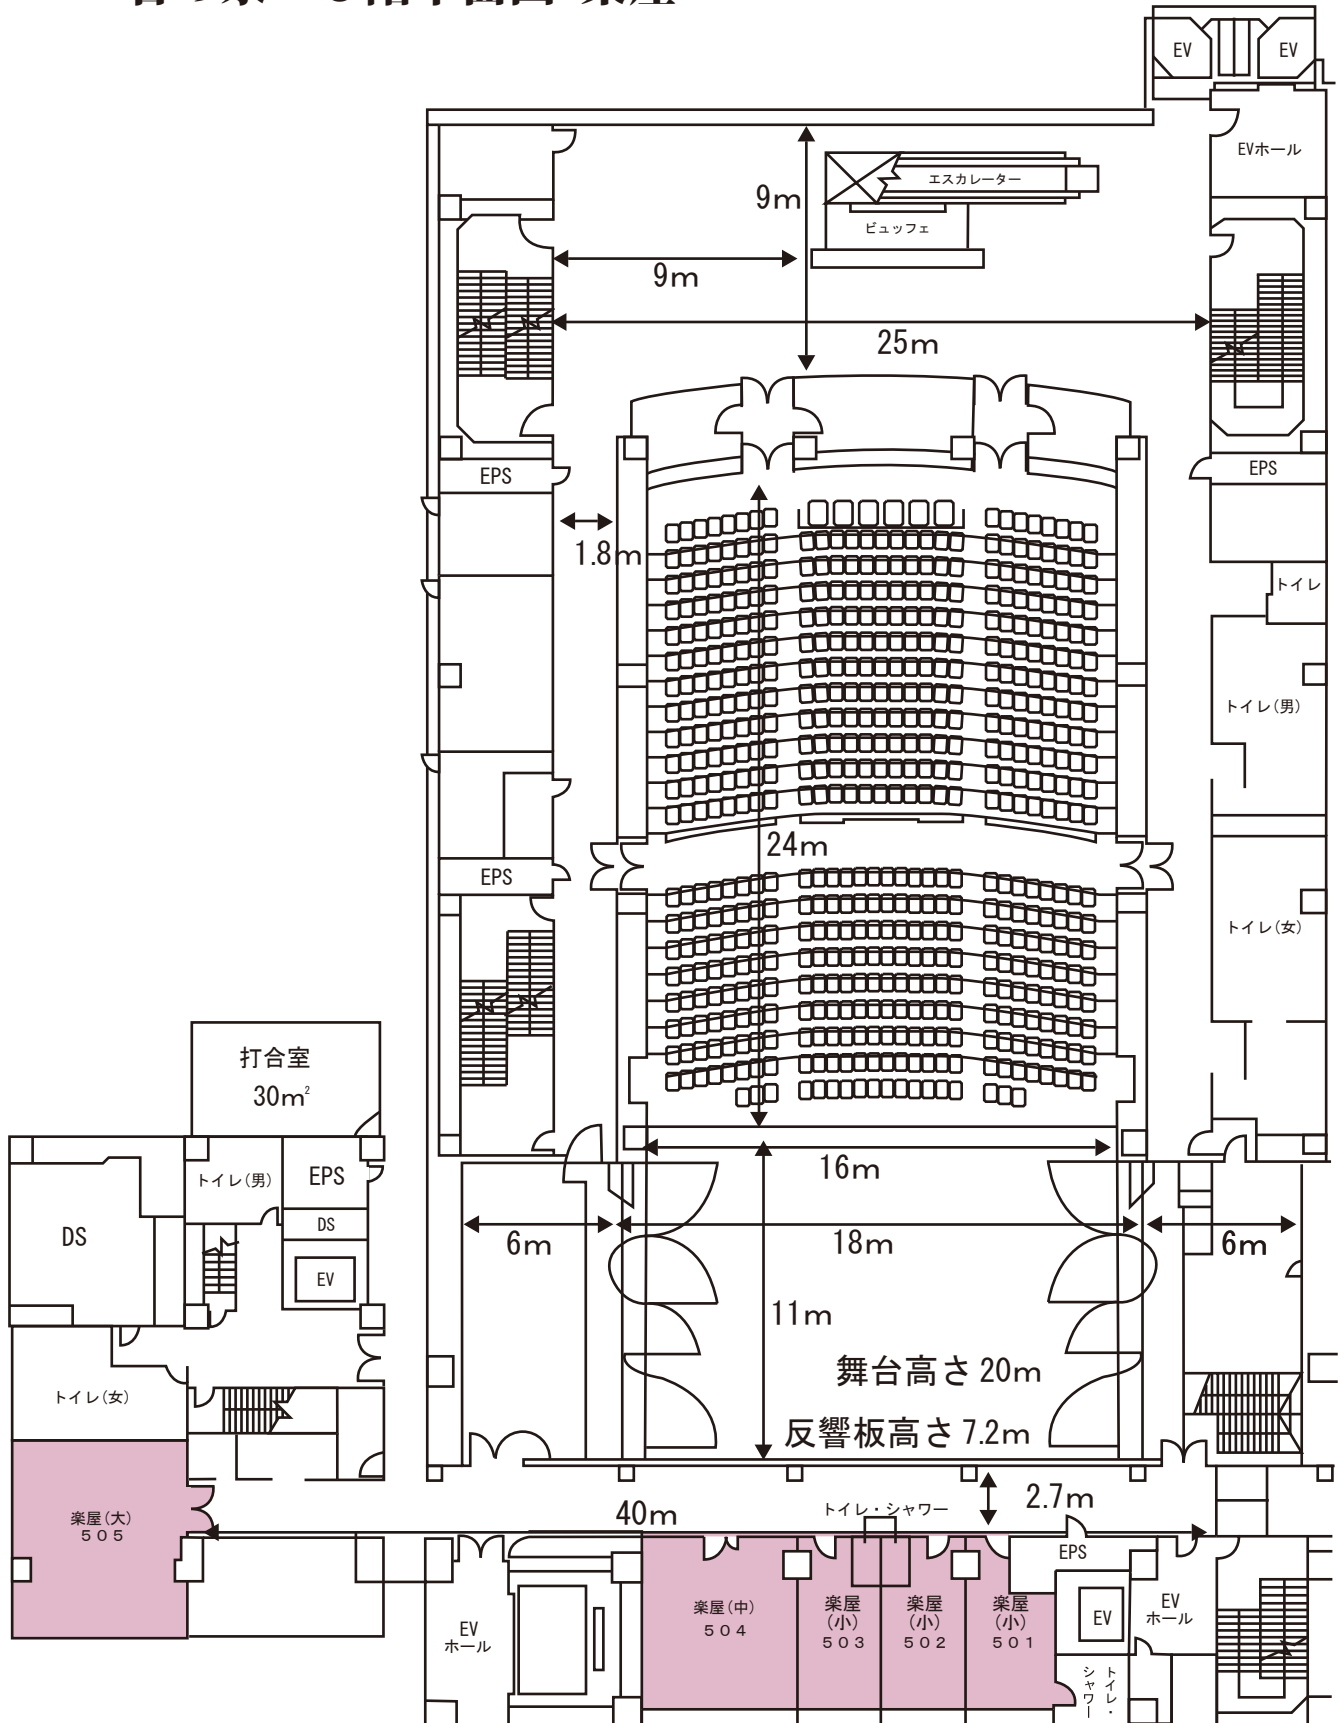 EV
EV
EVホール
エスカレーター
ビュッフェ
9m
9m
25m
EPS
EPS
1.8m
トイレ
トイレ(男)
24m
EPS
トイレ(女)
打合室
30m²
トイレ(男)
EPS
DS
DS
EV
16m
6m
18m
6m
11m
舞台高さ 20m
反響板高さ 7.2m
トイレ(女)
楽屋(大)
505
40m
トイレ・シャワー
2.7m
EPS
楽屋(中)
504
楽屋
(小)
503
楽屋
(小)
502
楽屋
(小)
501
EV
EV
ホール
EV
ホール
トイレ・
シャワー